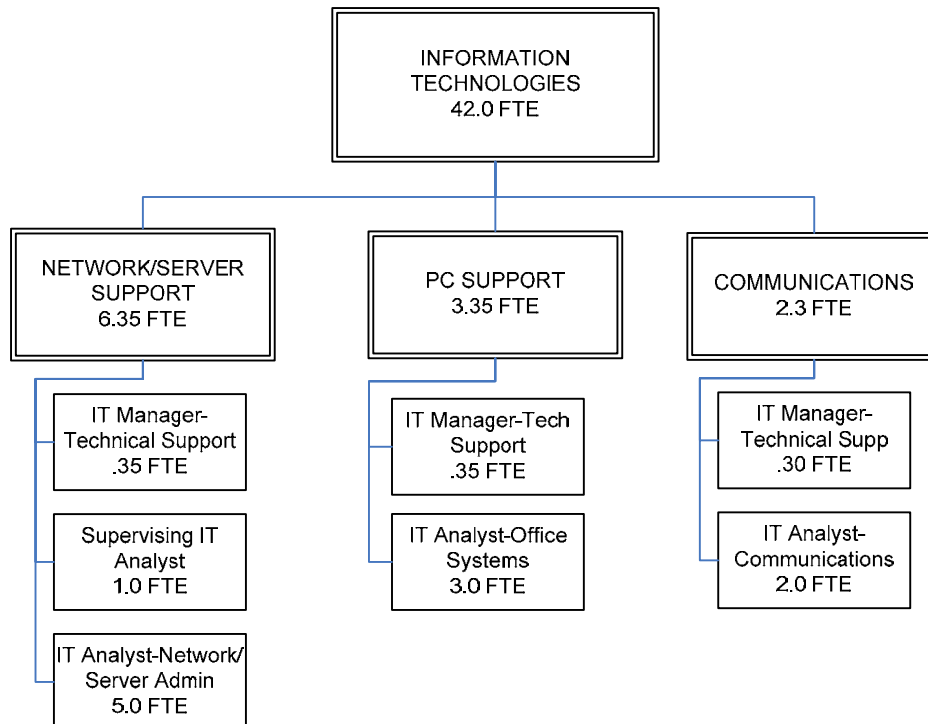 INFORMATION
TECHNOLOGIES
42.0 FTE
NETWORK/SERVER
SUPPORT
6.35 FTE
PC SUPPORT
3.35 FTE
COMMUNICATIONS
2.3 FTE
IT Manager-
Technical Support
.35 FTE
Supervising IT
Analyst
1.0 FTE
IT Analyst-Network/
Server Admin
5.0 FTE
IT Manager-Tech
Support
.35 FTE
IT Analyst-Office
Systems
3.0 FTE
IT Manager-
Technical Supp
.30 FTE
IT Analyst-
Communications
2.0 FTE